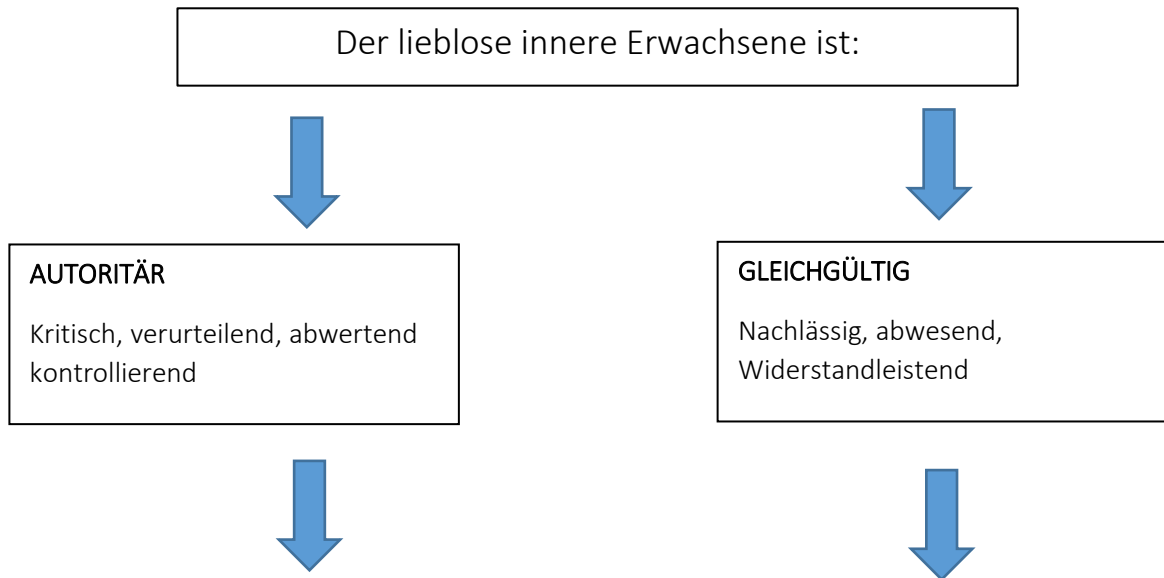 Der lieblose innere Erwachsene ist:
AUTORITÄR
Kritisch, verurteilend, abwertend
kontrollierend
GLEICHGÜLTIG
Nachlässig, abwesend,
Widerstandleistend